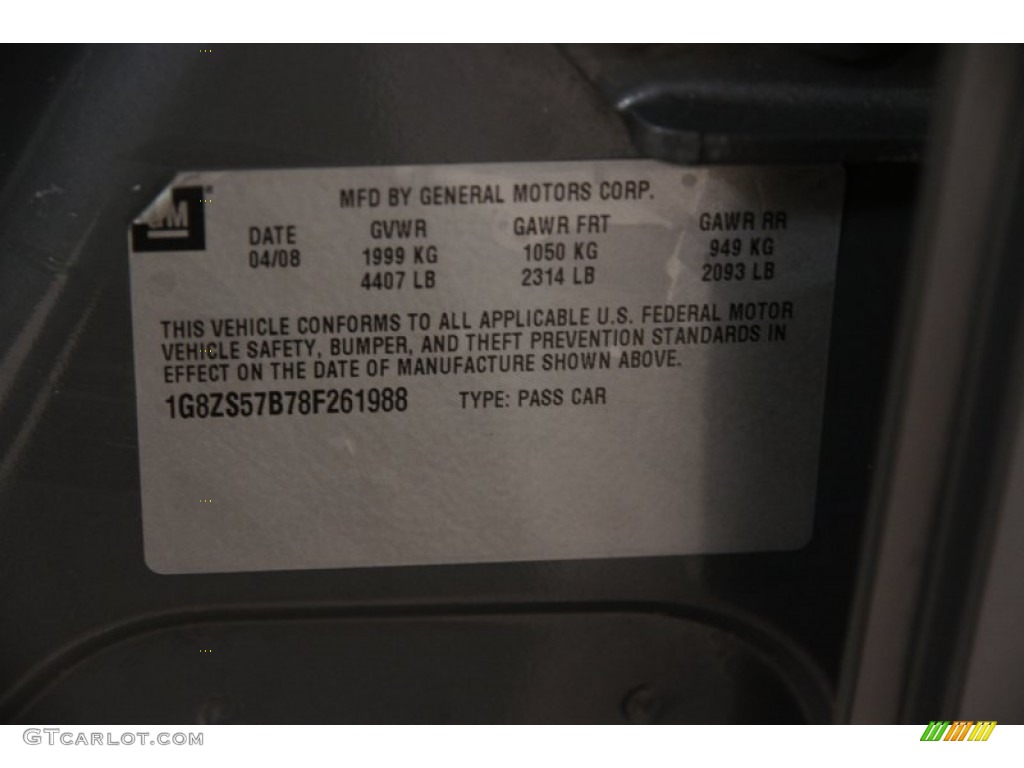 MFD BY GENERAL MOTORS CORP.
GM
DATE GVWR GAWR FRT GAWR RR
04/08 1999 KG 1050 KG 949 KG
4407 LB 2314 LB 2093 LB
THIS VEHICLE CONFORMS TO ALL APPLICABLE U.S. FEDERAL MOTOR
VEHICLE SAFETY, BUMPER, AND THEFT PREVENTION STANDARDS IN
EFFECT ON THE DATE OF MANUFACTURE SHOWN ABOVE.
1G8ZS57B78F261988 TYPE: PASS CAR
GTCARLOT.COM